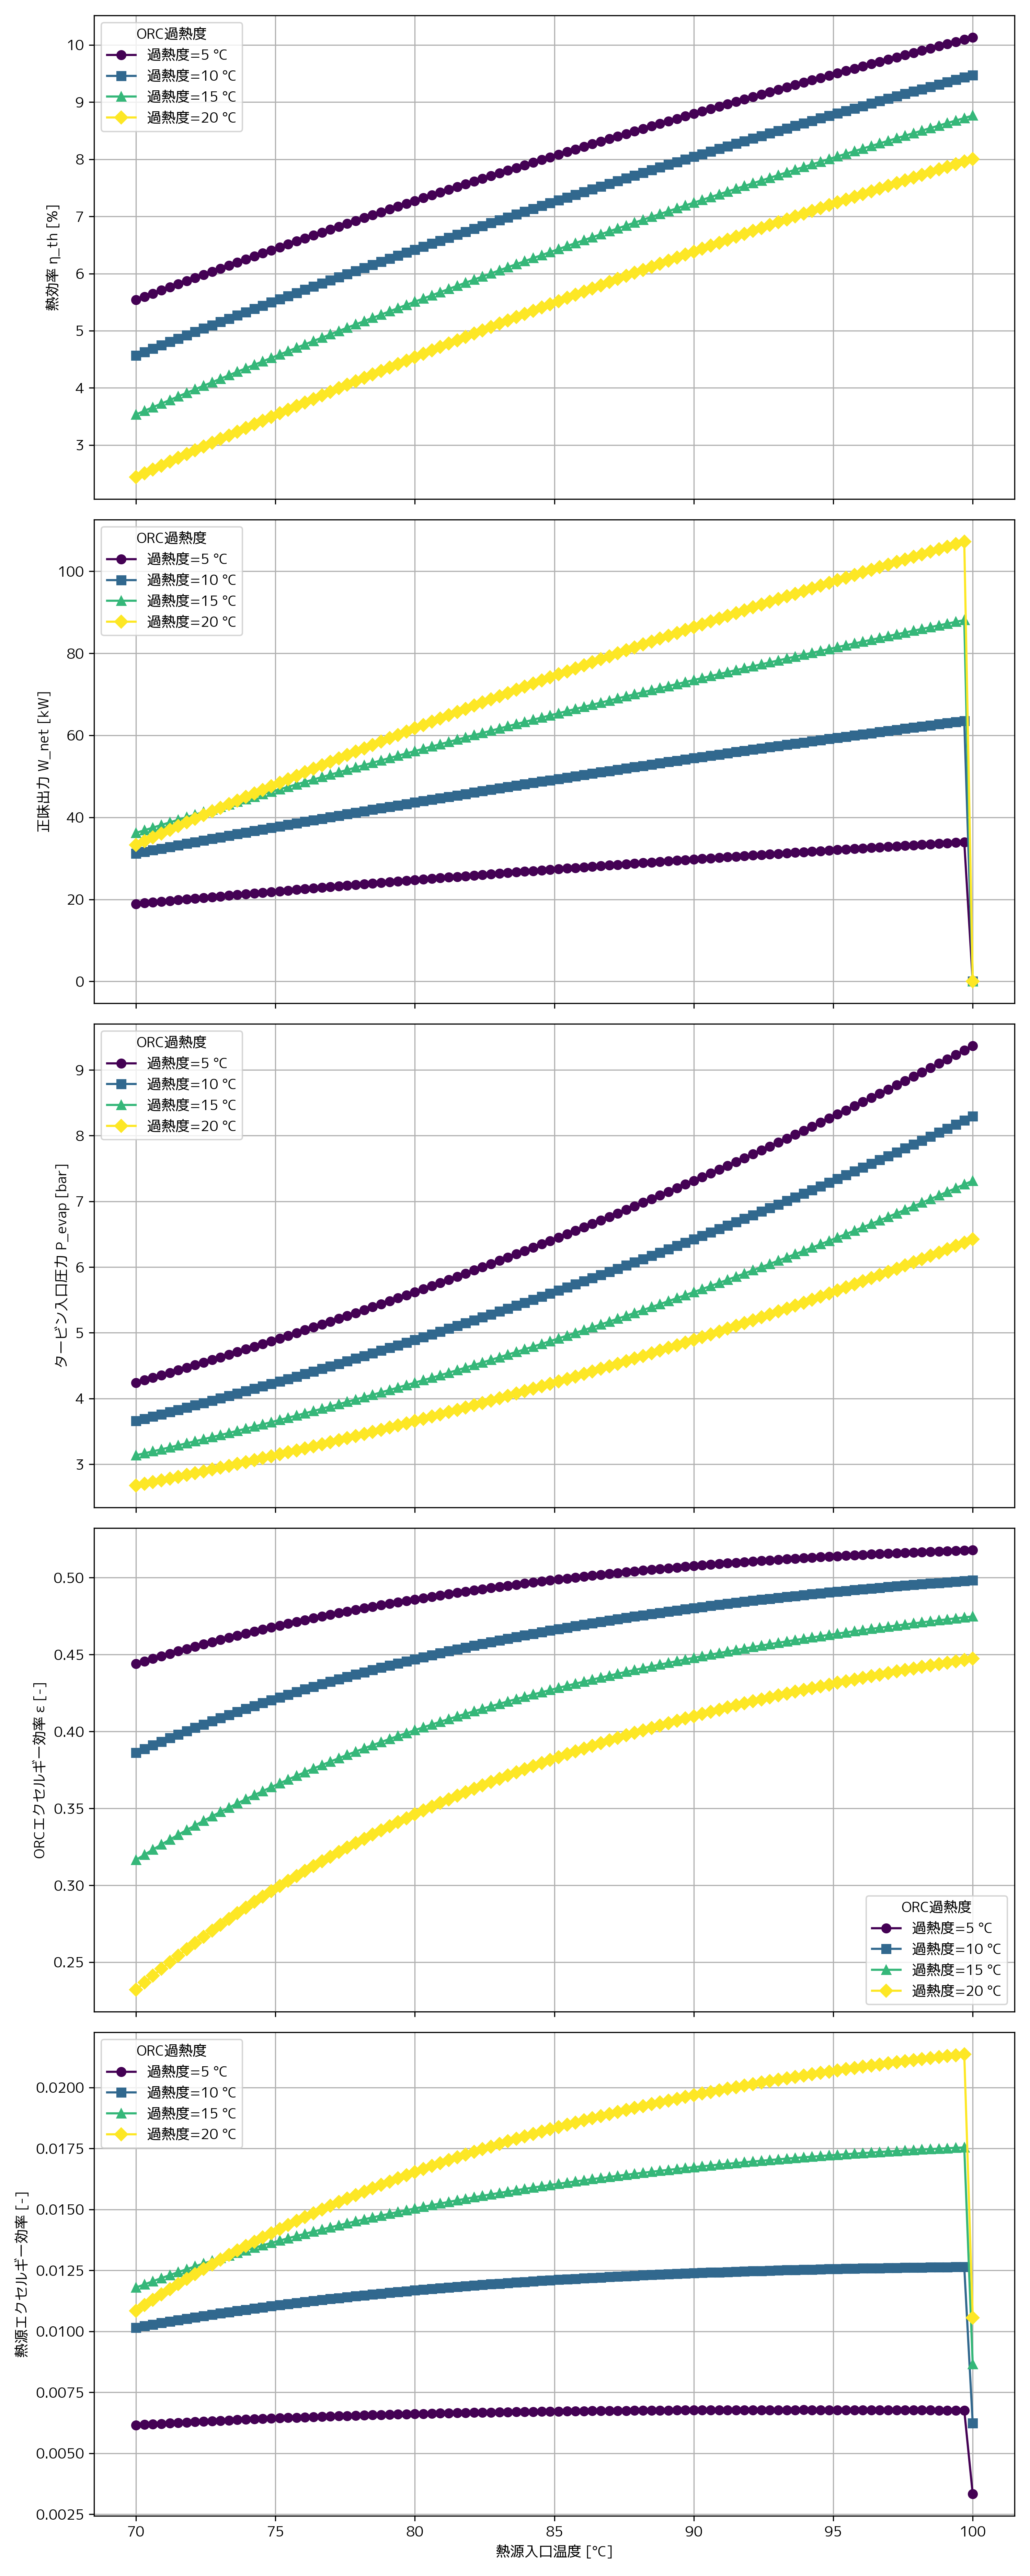 ORC過熱度
過熱度=5 ℃
過熱度=10 ℃
過熱度=15 ℃
過熱度=20 ℃
10
9
8
7
6
5
4
3
熱効率 η_th [%]
ORC過熱度
過熱度=5 ℃
過熱度=10 ℃
過熱度=15 ℃
過熱度=20 ℃
100
80
60
40
20
0
正味出力 W_net [kW]
ORC過熱度
過熱度=5 ℃
過熱度=10 ℃
過熱度=15 ℃
過熱度=20 ℃
9
8
7
6
5
4
3
タービン入口圧力 P_evap [bar]
0.50
0.45
0.40
0.35
0.30
0.25
ORCエクセルギー効率 ε [-]
ORC過熱度
過熱度=5 ℃
過熱度=10 ℃
過熱度=15 ℃
過熱度=20 ℃
ORC過熱度
過熱度=5 ℃
過熱度=10 ℃
過熱度=15 ℃
過熱度=20 ℃
0.0200
0.0175
0.0150
0.0125
0.0100
0.0075
0.0050
0.0025
熱源エクセルギー効率 [-]
70 75 80 85 90 95 100
熱源入口温度 [℃]